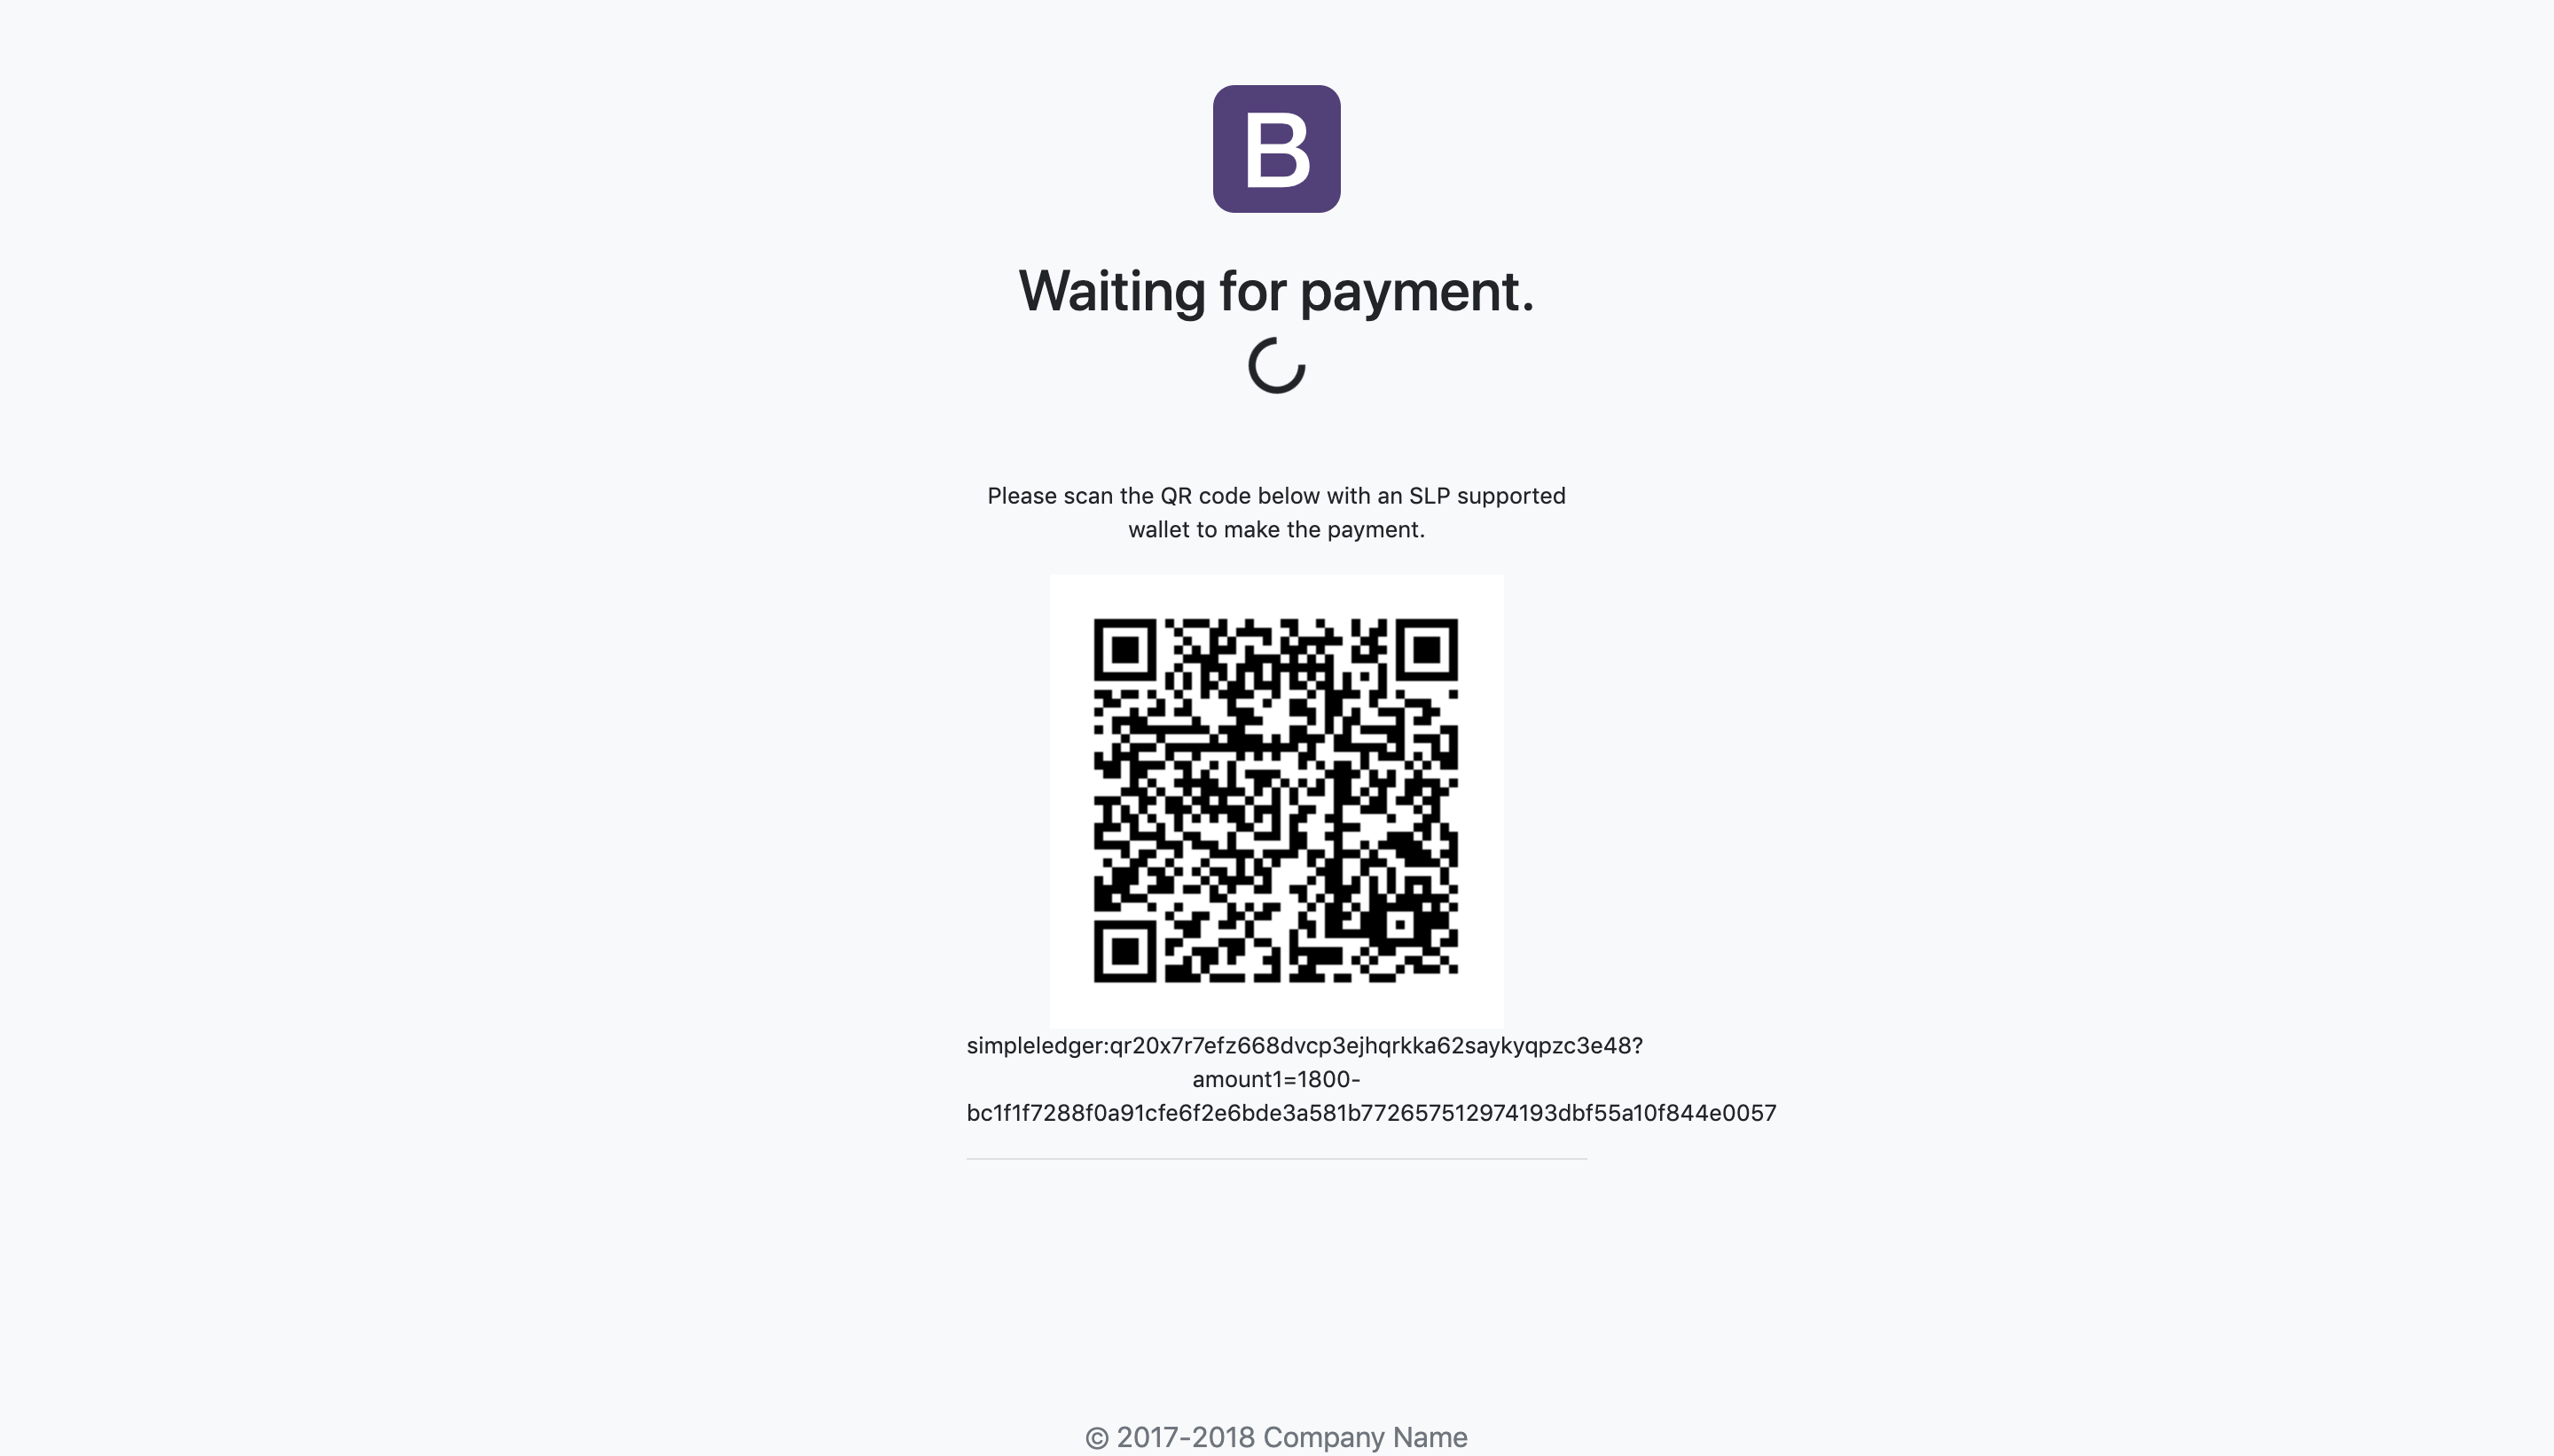 B
Waiting for payment.
Please scan the QR code below with an SLP supported
wallet to make the payment.
simpleledger:qr20x7r7efz668dvcp3ejhqrkka62saykyqpzc3e48?
amount1=1800-
bc1f1f7288f0a91cfe6f2e6bde3a581b772657512974193dbf55a10f844e0057
© 2017-2018 Company Name